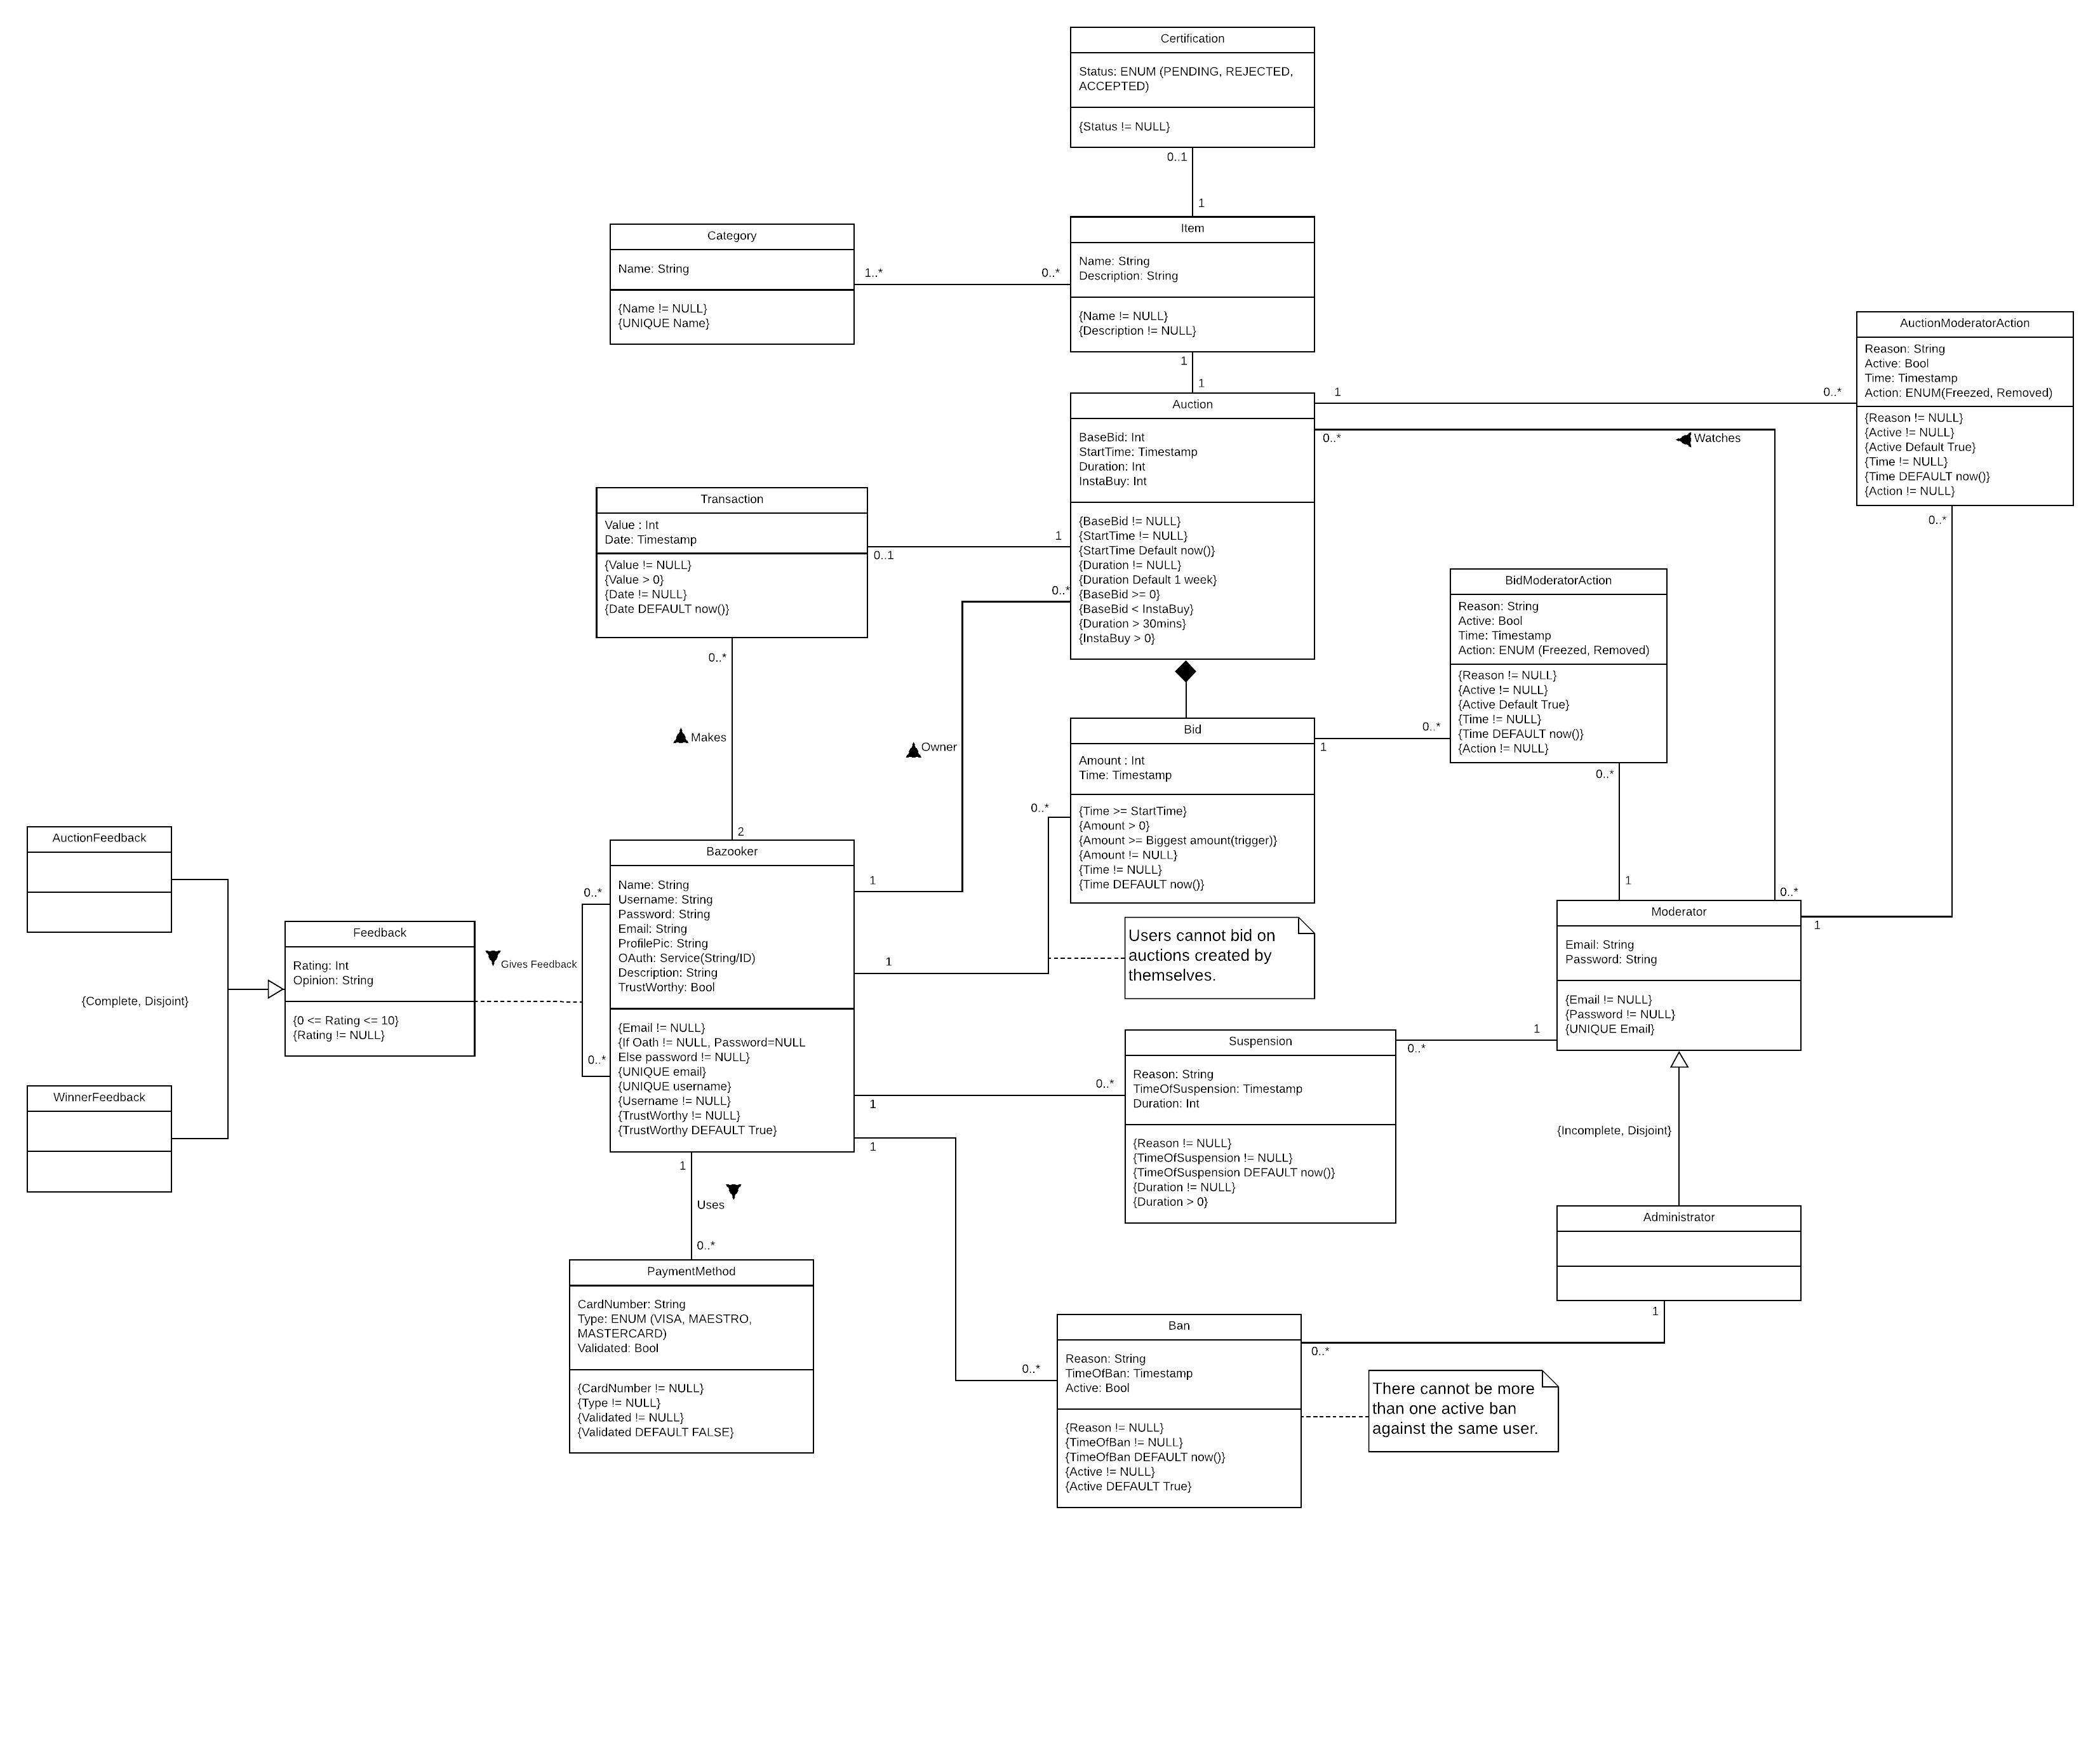 Certification
Status: ENUM (PENDING, REJECTED,
ACCEPTED)
{Status != NULL}
0..1
1
Category
Name: String
{Name != NULL}
{UNIQUE Name}
1..*
0..*
Item
Name: String
Description: String
{Name != NULL}
{Description != NULL}
1
1
AuctionModeratorAction
Reason: String
Active: Bool
Time: Timestamp
Action: ENUM(Freezed, Removed)
{Reason != NULL}
{Active != NULL}
{Active Default True}
{Time != NULL}
{Time DEFAULT now()}
{Action != NULL}
1
0..*
0..*
Watches
0..*
Auction
BaseBid: Int
StartTime: Timestamp
Duration: Int
InstaBuy: Int
{BaseBid != NULL}
{StartTime != NULL}
{StartTime Default now()}
{Duration != NULL}
{Duration Default 1 week}
{BaseBid >= 0}
{BaseBid < InstaBuy}
{Duration > 30mins}
{InstaBuy > 0}
Transaction
Value : Int
Date: Timestamp
{Value != NULL}
{Value > 0}
{Date != NULL}
{Date DEFAULT now()}
0..1
1
0..*
0..*
Makes
2
Owner
1
BidModeratorAction
Reason: String
Active: Bool
Time: Timestamp
Action: ENUM (Freezed, Removed)
{Reason != NULL}
{Active != NULL}
{Active Default True}
{Time != NULL}
{Time DEFAULT now()}
{Action != NULL}
0..*
1
0..*
1
Bid
Amount : Int
Time: Timestamp
{Time >= StartTime}
{Amount > 0}
{Amount >= Biggest amount(trigger)}
{Amount != NULL}
{Time != NULL}
{Time DEFAULT now()}
0..*
1
Users cannot bid on
auctions created by
themselves.
AuctionFeedback
{Complete, Disjoint}
WinnerFeedback
Feedback
Rating: Int
Opinion: String
{0 <= Rating <= 10}
{Rating != NULL}
Gives Feedback
0..*
0..*
Bazooker
Name: String
Username: String
Password: String
Email: String
ProfilePic: String
OAuth: Service(String/ID)
Description: String
TrustWorthy: Bool
{Email != NULL}
{If Oath != NULL, Password=NULL
Else password != NULL}
{UNIQUE email}
{UNIQUE username}
{Username != NULL}
{TrustWorthy != NULL}
{TrustWorthy DEFAULT True}
0..*
1
Moderator
Email: String
Password: String
{Email != NULL}
{Password != NULL}
{UNIQUE Email}
Suspension
Reason: String
TimeOfSuspension: Timestamp
Duration: Int
{Reason != NULL}
{TimeOfSuspension != NULL}
{TimeOfSuspension DEFAULT now()}
{Duration != NULL}
{Duration > 0}
1
0..*
0..*
1
1
{Incomplete, Disjoint}
Administrator
1
1
Uses
0..*
PaymentMethod
CardNumber: String
Type: ENUM (VISA, MAESTRO,
MASTERCARD)
Validated: Bool
{CardNumber != NULL}
{Type != NULL}
{Validated != NULL}
{Validated DEFAULT FALSE}
0..*
0..*
Ban
Reason: String
TimeOfBan: Timestamp
Active: Bool
{Reason != NULL}
{TimeOfBan != NULL}
{TimeOfBan DEFAULT now()}
{Active != NULL}
{Active DEFAULT True}
There cannot be more
than one active ban
against the same user.